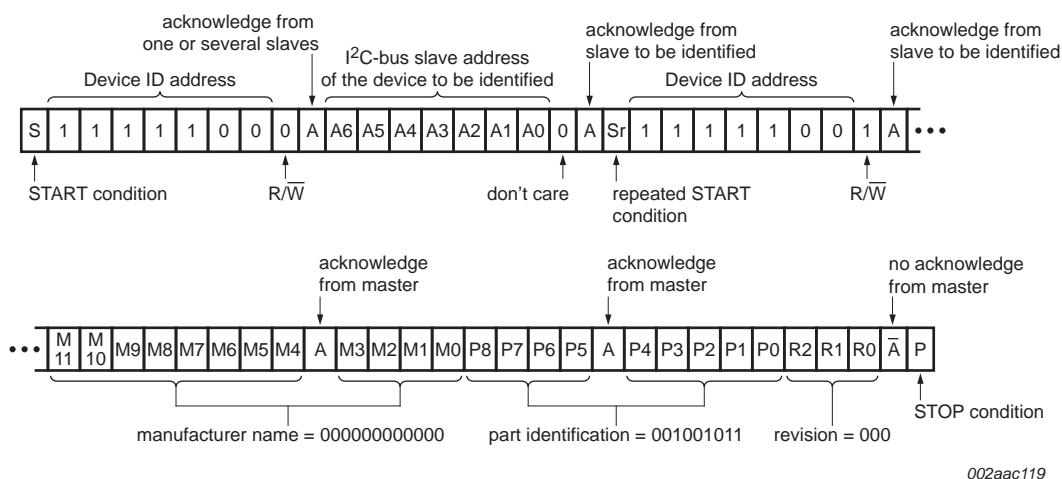 acknowledge from
one or several slaves
I²C-bus slave address
of the device to be identified
acknowledge from
slave to be identified
acknowledge from
slave to be identified
Device ID address
Device ID address
S 1 1 1 1 1 0 0 0 A A6 A5 A4 A3 A2 A1 A0 0 A Sr 1 1 1 1 1 0 0 1 A •••
START condition
R/W̅
don't care
repeated START
condition
R/W̅
acknowledge
from master
acknowledge
from master
no acknowledge
from master
••• M11 M10 M9 M8 M7 M6 M5 M4 A M3 M2 M1 M0 P8 P7 P6 P5 A P4 P3 P2 P1 P0 R2 R1 R0 A̅ P
STOP condition
manufacturer name = 000000000000
part identification = 001001011
revision = 000
002aac119